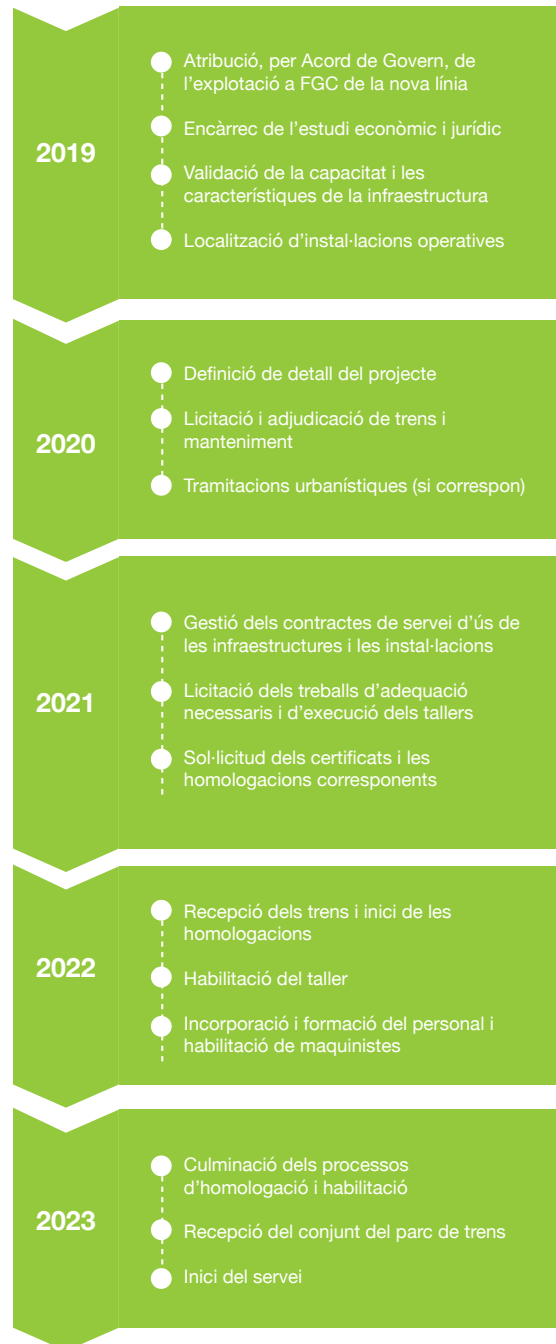 2019
Atribució, per Acord de Govern, de
l’explotació a FGC de la nova línia
Encàrrec de l’estudi econòmic i jurídic
Validació de la capacitat i les
característiques de la infraestructura
Localització d’instal·lacions operatives
2020
Definició de detall del projecte
Licitació i adjudicació de trens i
manteniment
Tramitacions urbanístiques (si correspon)
2021
Gestió dels contractes de servei d’ús de
les infraestructures i les instal·lacions
Licitació dels treballs d’adequació
necessaris i d’execució dels tallers
Sol·licitud dels certificats i les
homologacions corresponents
2022
Recepció dels trens i inici de les
homologacions
Habilitació del taller
Incorporació i formació del personal i
habilitació de maquinistes
2023
Culminació dels processos
d’homologació i habilitació
Recepció del conjunt del parc de trens
Inici del servei